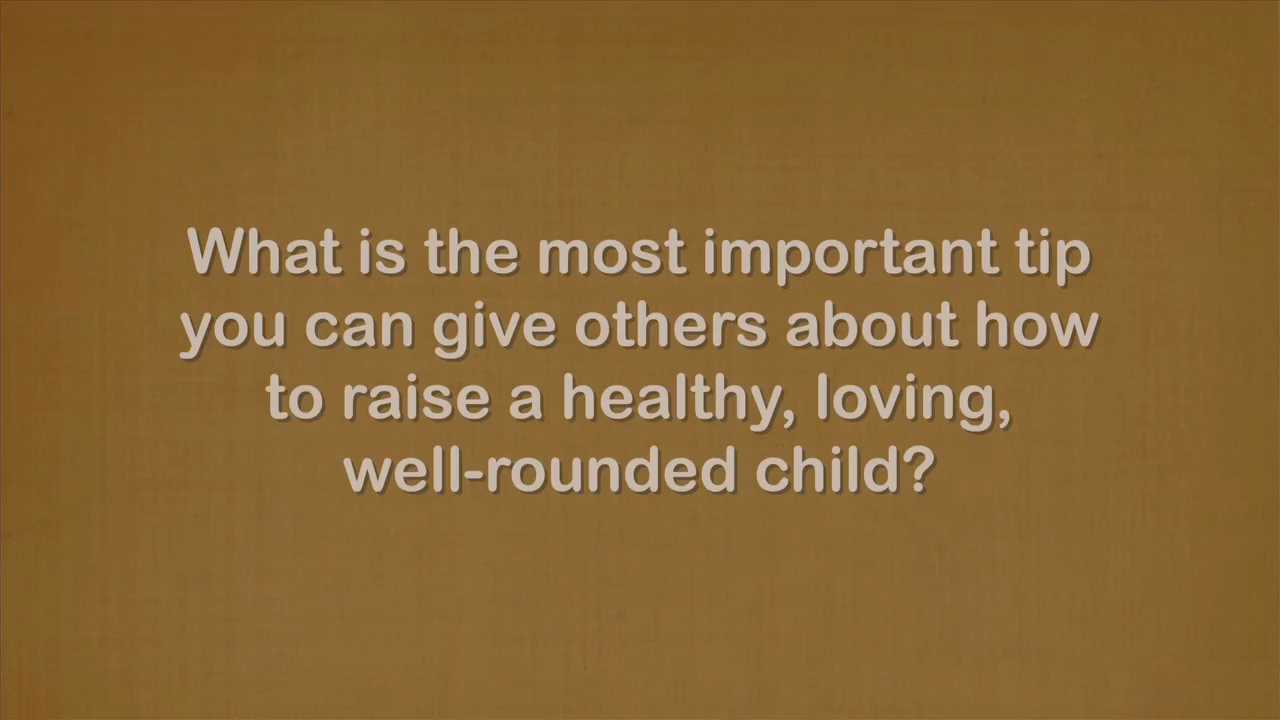 What is the most important tip
you can give others about how
to raise a healthy, loving,
well-rounded child?